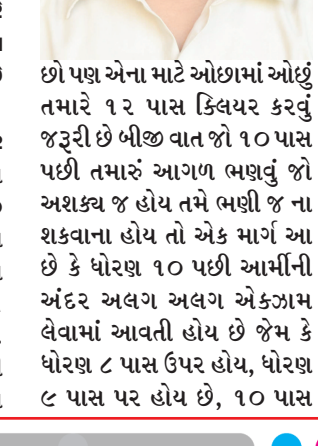 છો પણ એના માટે ઓછામાં ઓછું
તમારે ૧૨ પાસ ક્લિયર કરવું
જરૂરી છે બીજી વાત જો ૧૦ પાસ
પછી તમારું આગળ ભણવું જો
અશક્ય જ હોય તમે ભણી જ ના
શકવાના હોય તો એક માર્ગ આ
છે કે ધોરણ ૧૦ પછી આર્મીની
અંદર અલગ અલગ એકઝામ
લેવામાં આવતી હોય છે જેમ કે
ધોરણ ૮ પાસ ઉપર હોય, ધોરણ
૯ પાસ પર હોય છે, ૧૦ પાસ